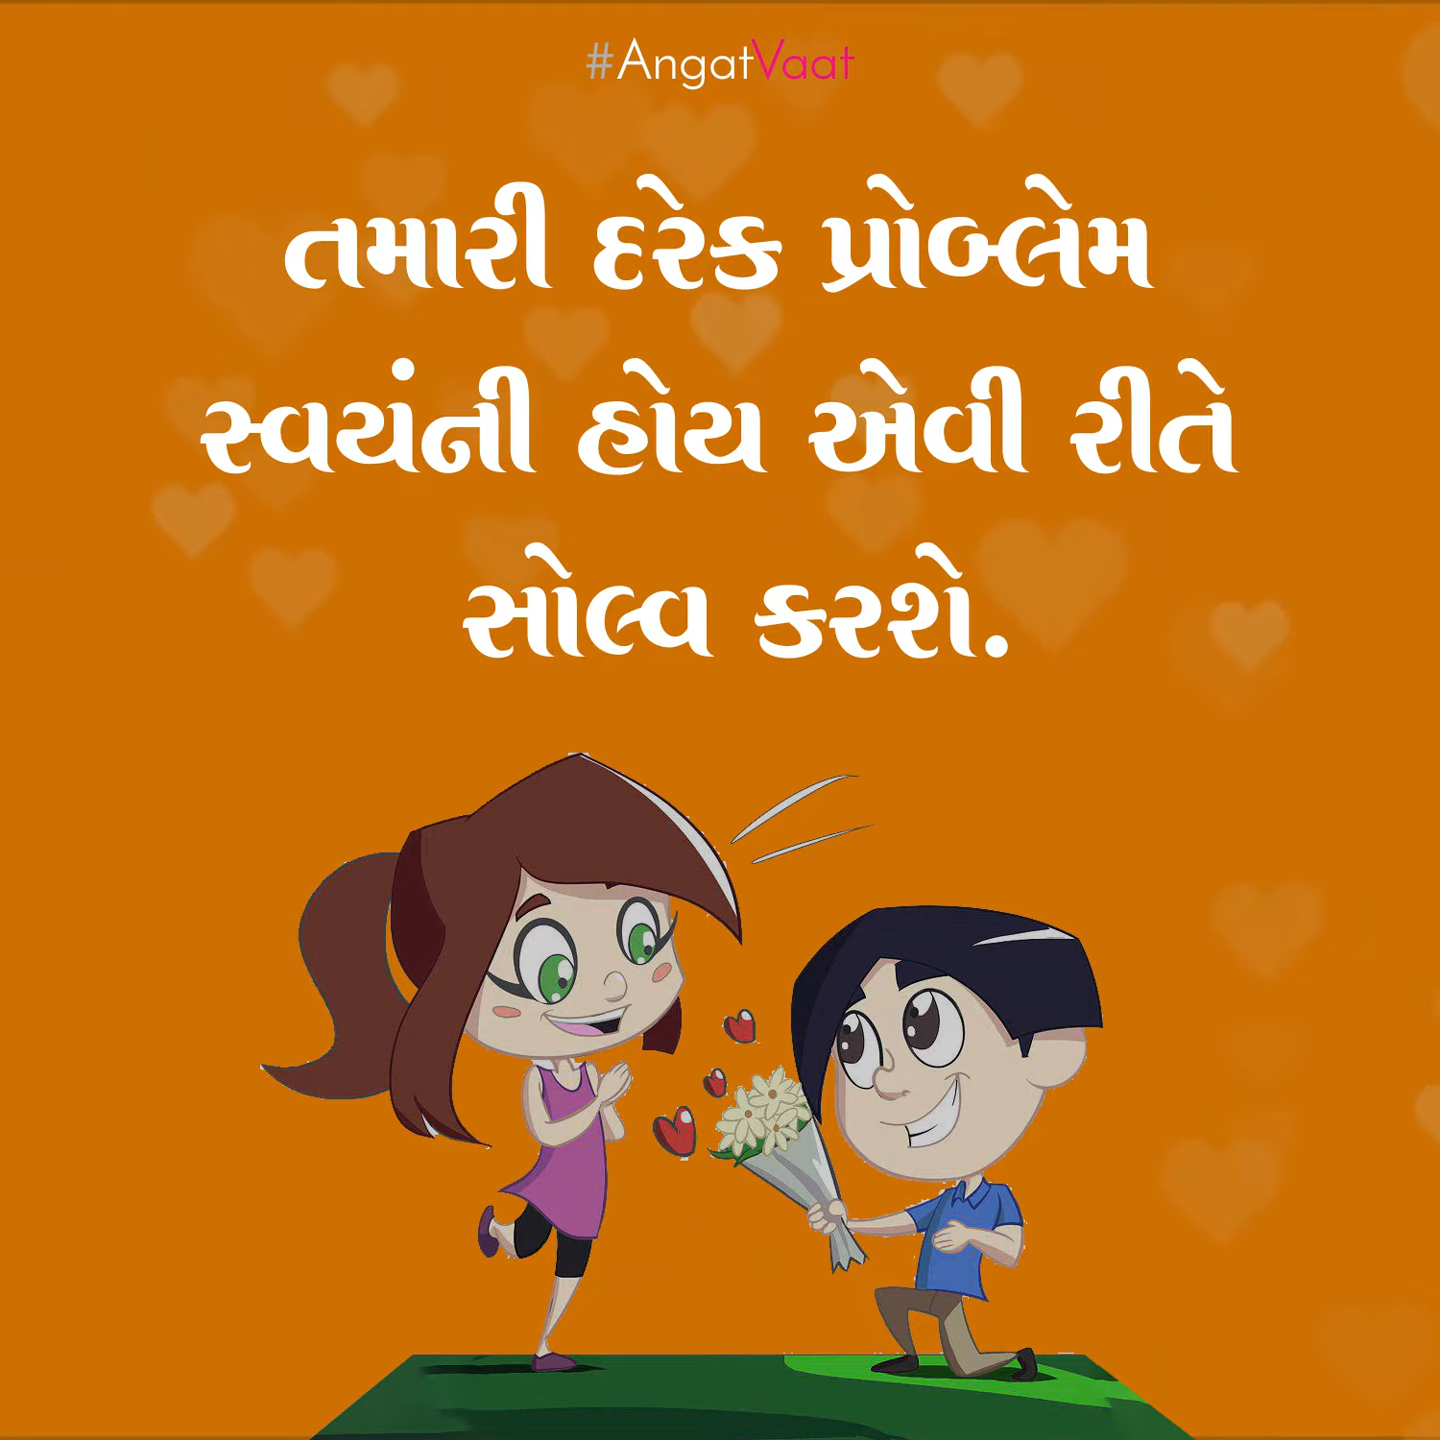 #AngatVaat
તમારી દરેક પ્રોબ્લેમ
સ્વયંની હોય એવી રીતે
સોલ્વ કરશે.